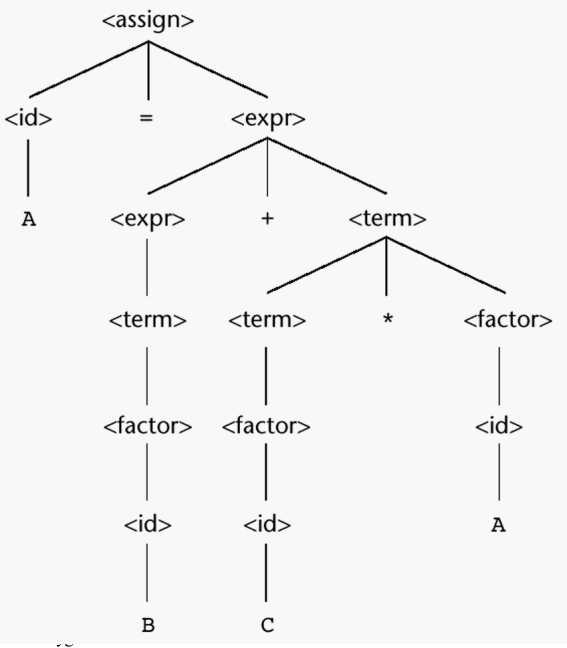 <assign>
<id> = <expr>
A <expr> + <term>
<term> <term> * <factor>
<factor> <factor> <id>
<id> <id> A
B C